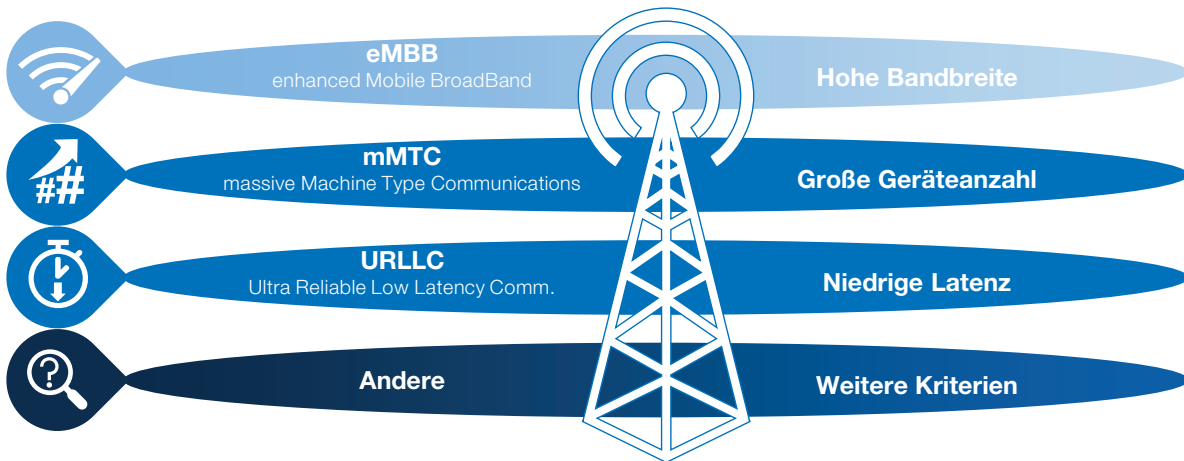 eMBB
enhanced Mobile BroadBand
Hohe Bandbreite
##
mMTC
massive Machine Type Communications
Große Geräteanzahl
URLLC
Ultra Reliable Low Latency Comm.
Niedrige Latenz
?
Andere
Weitere Kriterien